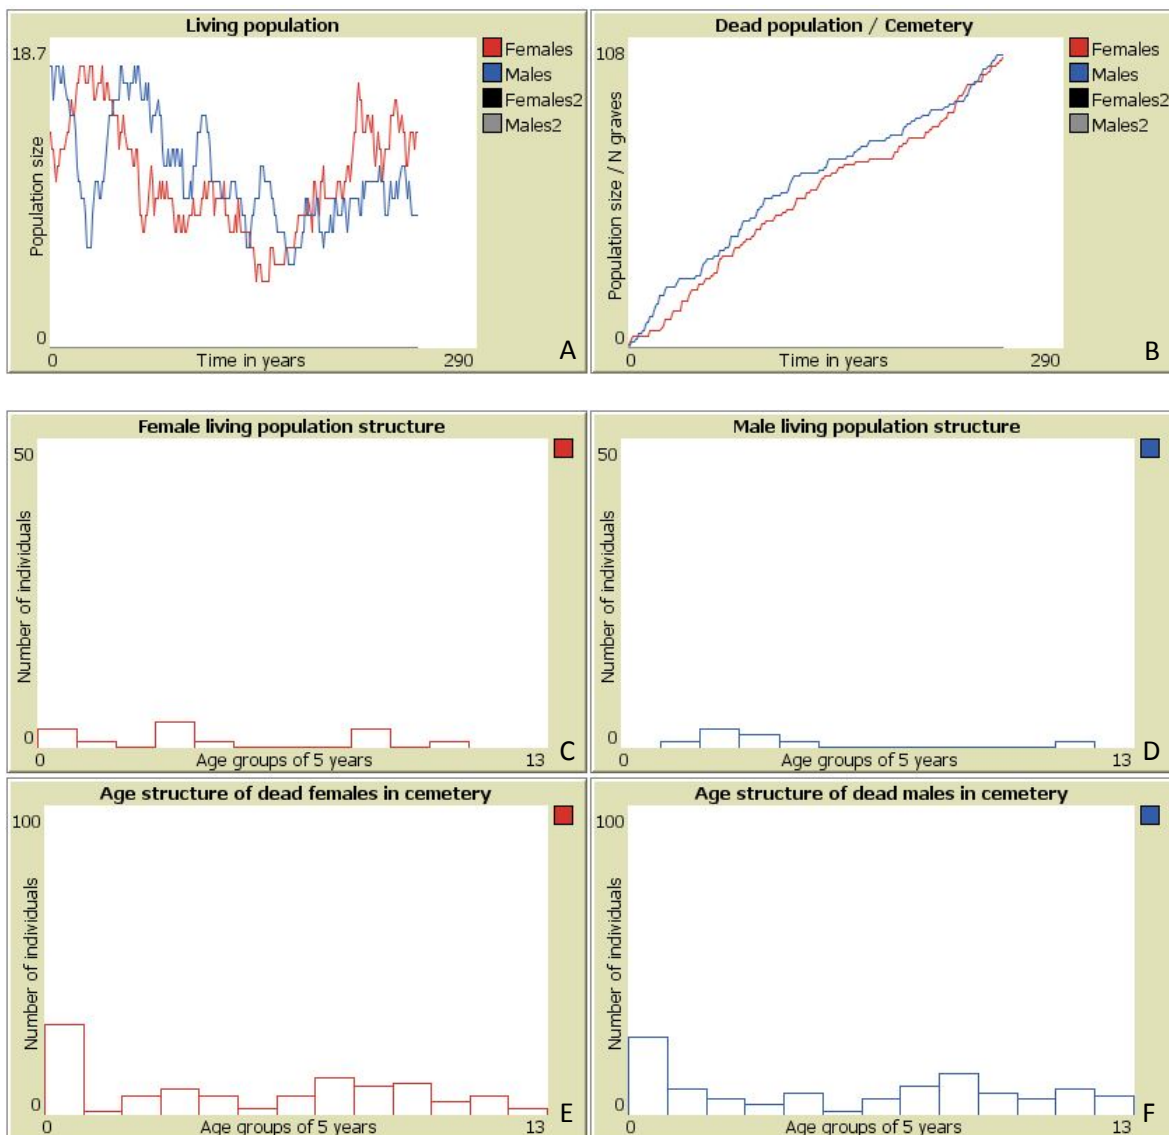 Living population
18.7
Population size
0
0
Time in years
290
Females
Males
Females2
Males2
A
Dead population / Cemetery
108
Population size / N graves
0
0
Time in years
290
Females
Males
Females2
Males2
B
Female living population structure
50
Number of individuals
0
0
Age groups of 5 years
13
C
Male living population structure
50
Number of individuals
0
0
Age groups of 5 years
13
D
Age structure of dead females in cemetery
100
Number of individuals
0
0
Age groups of 5 years
13
E
Age structure of dead males in cemetery
100
Number of individuals
0
0
Age groups of 5 years
13
F